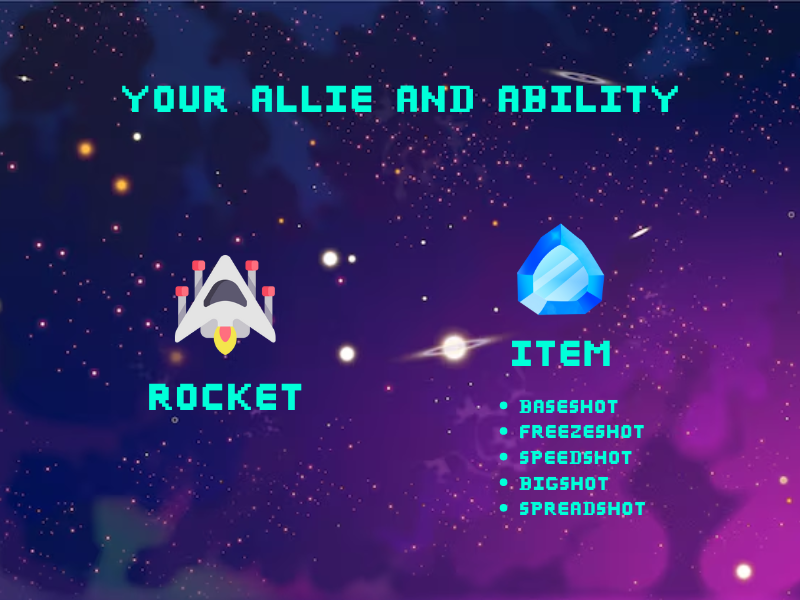 YOUR ALLIE AND ABILITY
ROCKET
ITEM
• BASESHOT
• FREEZESHOT
• SPEEDSHOT
• BIGSHOT
• SPREADSHOT